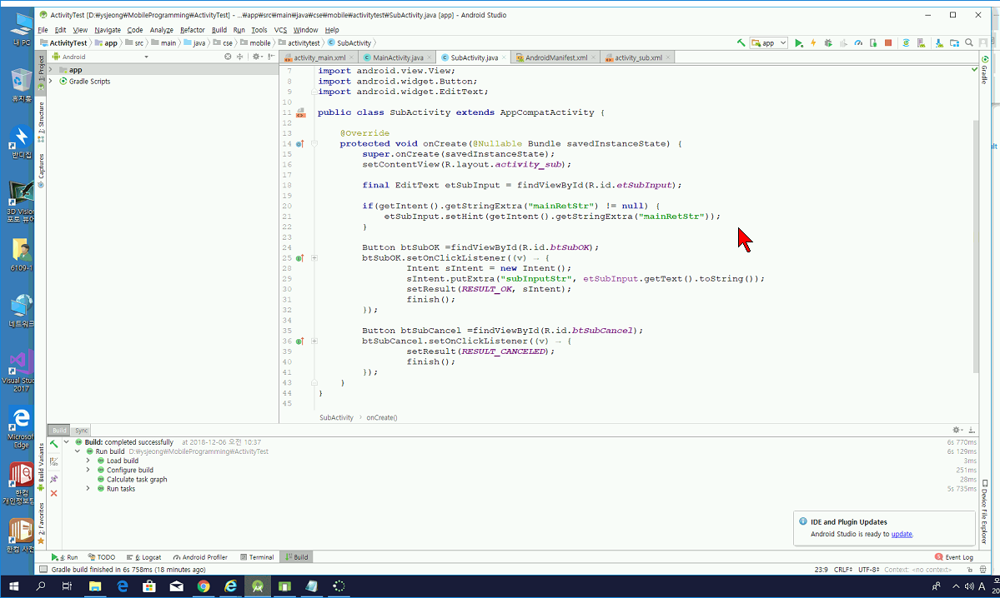 ActivityTest [D:₩ysjeong₩MobileProgramming₩ActivityTest] - ...₩app₩src₩main₩java₩cse₩mobile₩activitytest₩SubActivity.java [app] - Android Studio
File Edit View Navigate Code Analyze Refactor Build Run Tools VCS Window Help
ActivityTest app src main java cse mobile activitytest SubActivity
app
Android
activity_main.xml MainActivity.java SubActivity.java AndroidManifest.xml activity_sub.xml
app
Gradle Scripts
1: Project
7: Structure
Captures
Build Variants
2: Favorites
Gradle
Device File Explorer
내 PC
휴지통
반디집
3D Vision
포토 뷰어
6109-1
네트워크
Visual Stud
2017
Microsoft
Edge
한컴
개인정보탐
한컴 사전
7 import android.view.View;
8 import android.widget.Button;
9 import android.widget.EditText;
10
11 public class SubActivity extends AppCompatActivity {
12
13 @Override
14 protected void onCreate(@Nullable Bundle savedInstanceState) {
15 super.onCreate(savedInstanceState);
16 setContentView(R.layout.activity_sub);
17
18 final EditText etSubInput = findViewById(R.id.etSubInput);
19
20 if(getIntent().getStringExtra("mainRetStr") != null) {
21 etSubInput.setHint(getIntent().getStringExtra("mainRetStr"));
22 }
23
24 Button btSubOK =findViewById(R.id.btSubOK);
25 btSubOK.setOnClickListener((v) → {
28 Intent sIntent = new Intent();
29 sIntent.putExtra("subInputStr", etSubInput.getText().toString());
30 setResult(RESULT_OK, sIntent);
31 finish();
32 });
34
35 Button btSubCancel =findViewById(R.id.btSubCancel);
36 btSubCancel.setOnClickListener((v) → {
39 setResult(RESULT_CANCELED);
40 finish();
41 });
43 }
44 }
45
SubActivity onCreate()
Build Sync
Build: completed successfully at 2018-12-06 오전 10:37 6s 770ms
Run build D:₩ysjeong₩MobileProgramming₩ActivityTest 6s 129ms
Load build 3ms
Configure build 251ms
Calculate task graph 28ms
Run tasks 5s 735ms
IDE and Plugin Updates
Android Studio is ready to update.
4: Run TODO 6: Logcat Android Profiler Terminal Build Event Log
Gradle build finished in 6s 758ms (18 minutes ago) 23:9 CRLF UTF-8 Context: <no context>
A